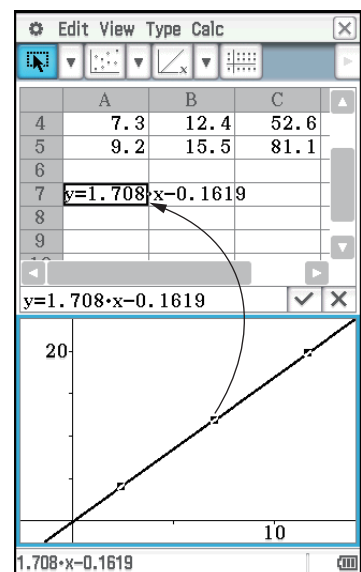 Edit View Type Calc
A B C
4 7.3 12.4 52.6
5 9.2 15.5 81.1
6
7 y=1.708·x−0.1619
8
9
y=1.708·x−0.1619
20
10
1.708·x−0.1619